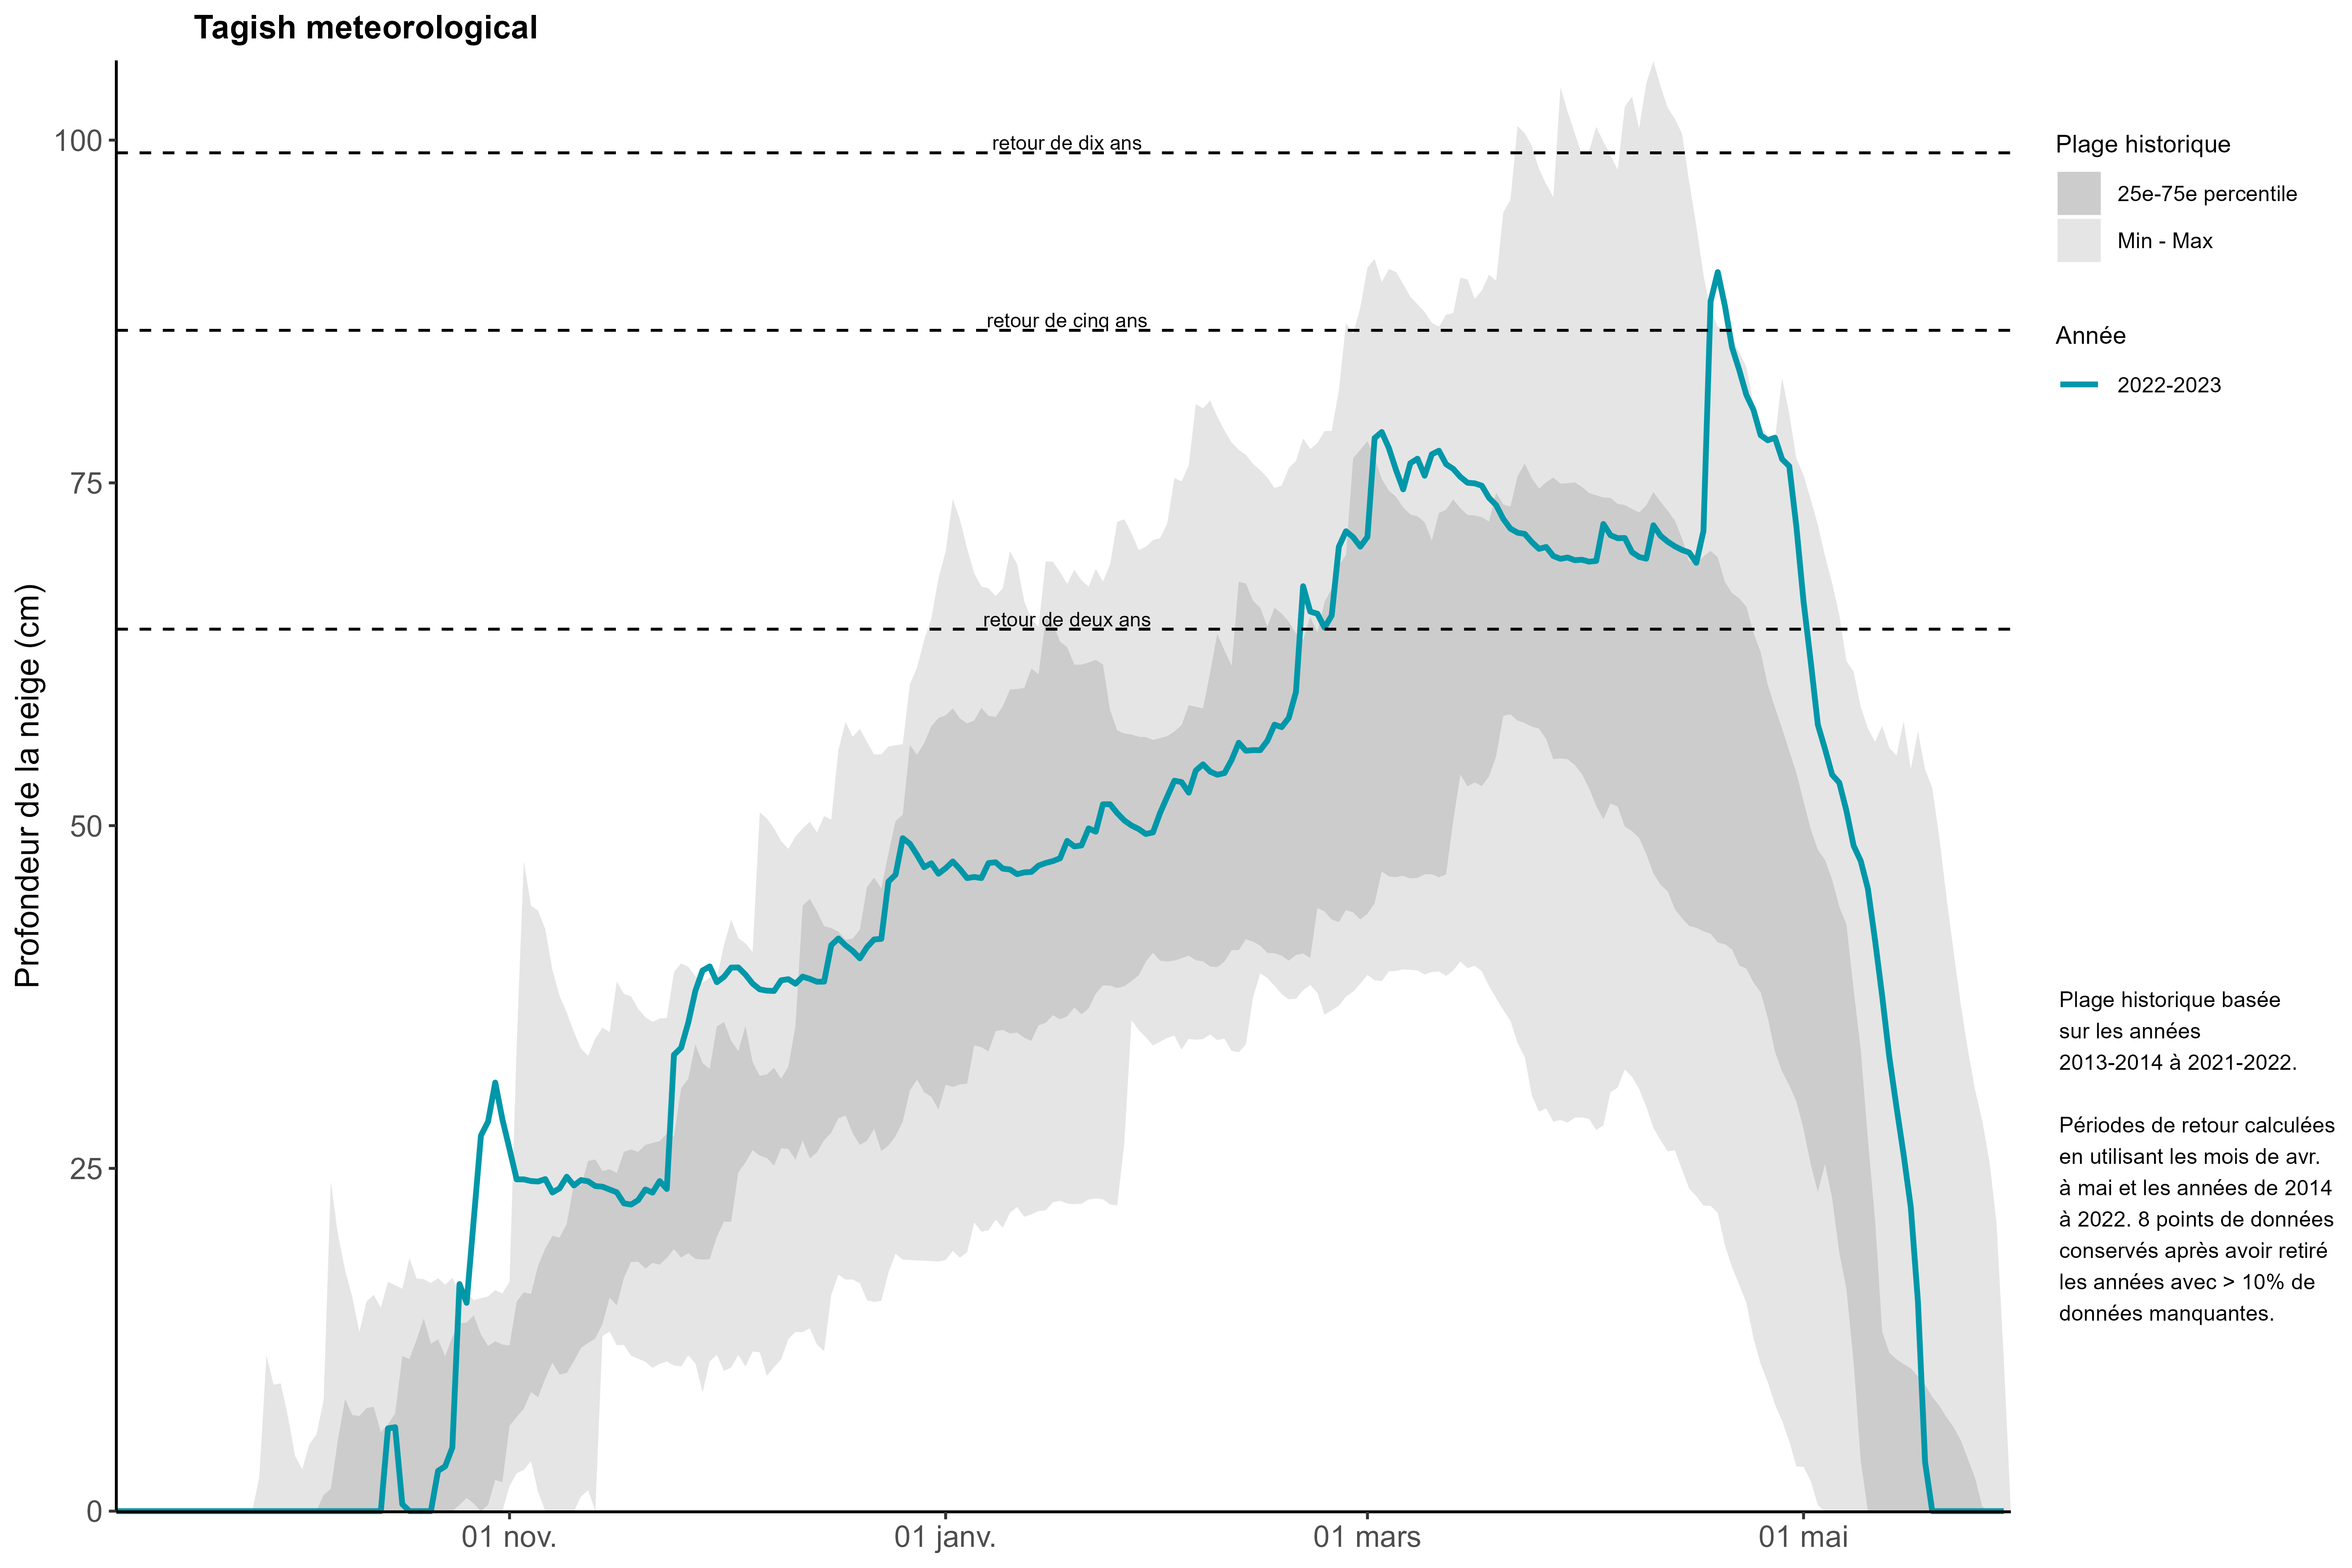 Tagish meteorological
Profondeur de la neige (cm)
100
75
50
25
0
retour de dix ans
retour de cinq ans
retour de deux ans
01 nov.
01 janv.
01 mars
01 mai
Plage historique
25e-75e percentile
Min - Max
Année
2022-2023
Plage historique basée
sur les années
2013-2014 à 2021-2022.
Périodes de retour calculées
en utilisant les mois de avr.
à mai et les années de 2014
à 2022. 8 points de données
conservés après avoir retiré
les années avec > 10% de
données manquantes.